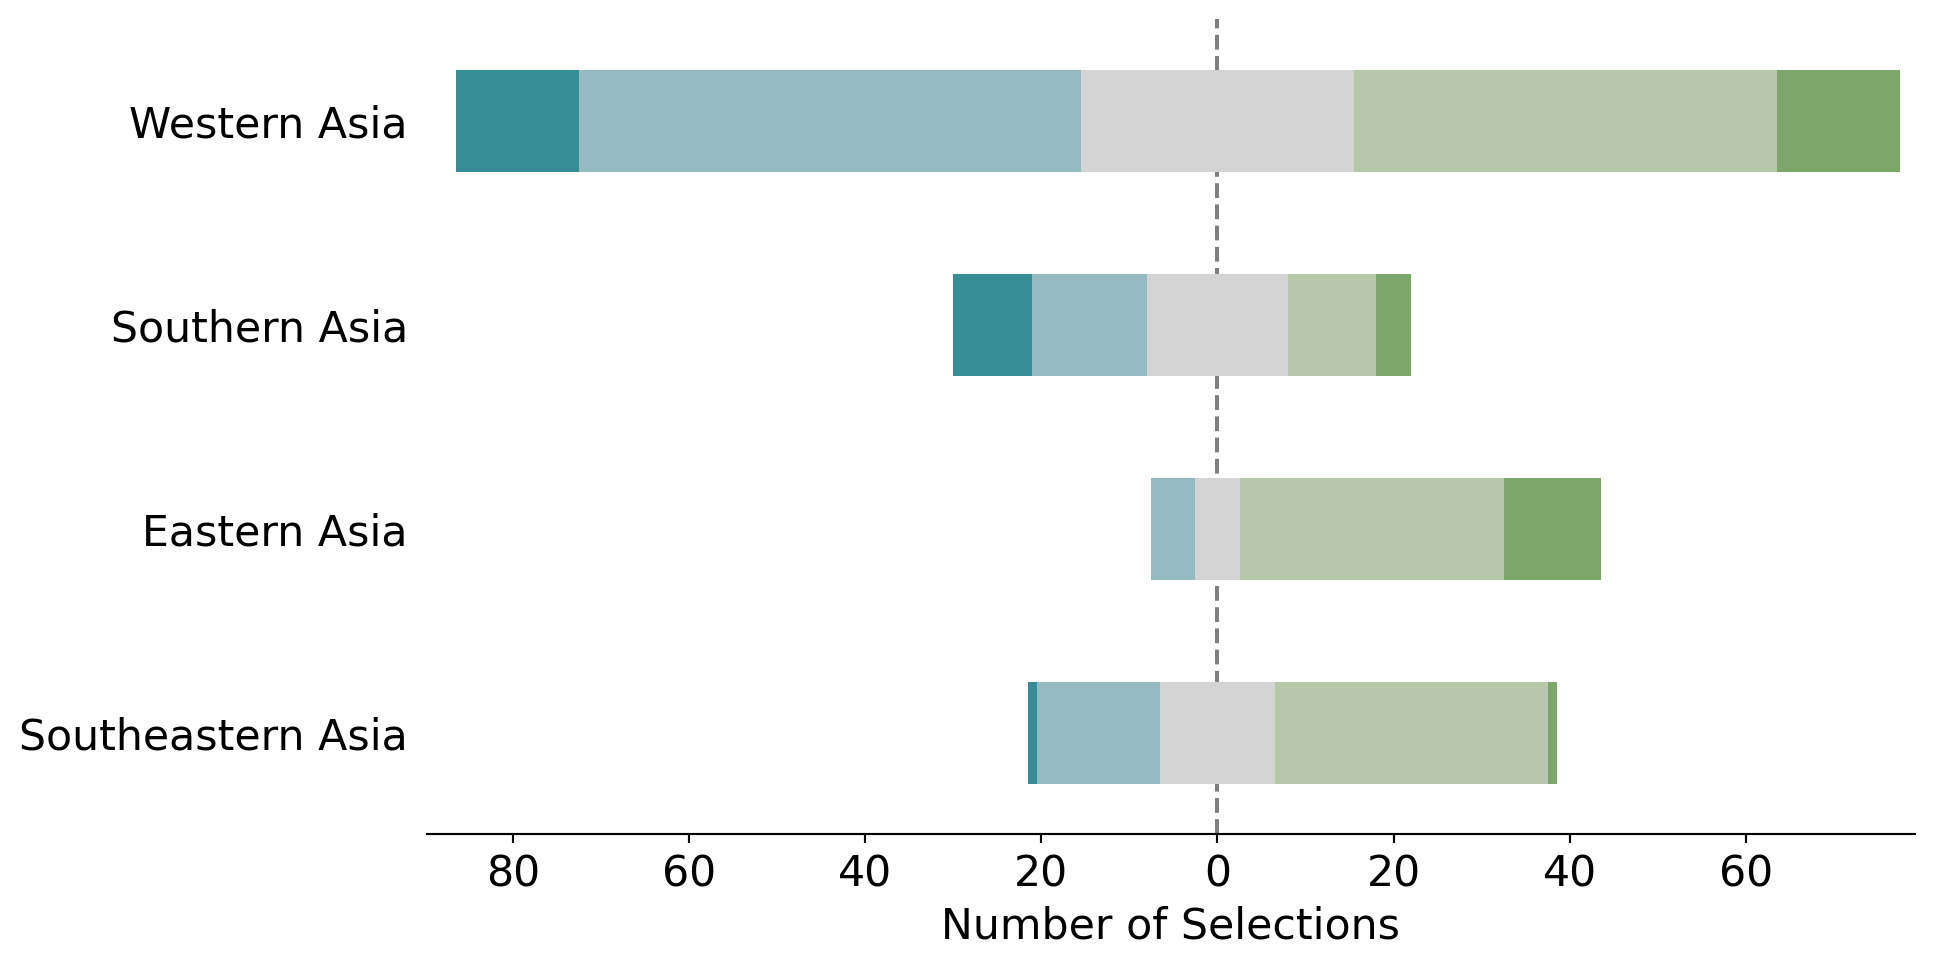 Western Asia
Southern Asia
Eastern Asia
Southeastern Asia
80 60 40 20 0 20 40 60
Number of Selections